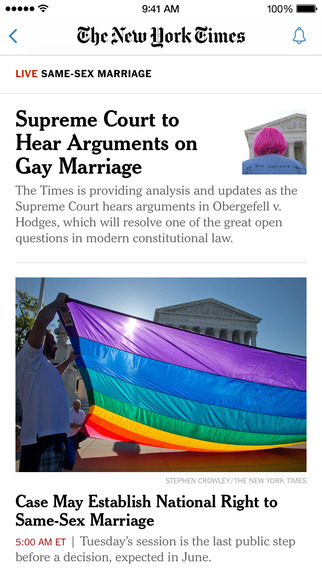 9:41 AM
100%
The New York Times
LIVE SAME-SEX MARRIAGE
Supreme Court to
Hear Arguments on
Gay Marriage
The Times is providing analysis and updates as the
Supreme Court hears arguments in Obergefell v.
Hodges, which will resolve one of the great open
questions in modern constitutional law.
STEPHEN CROWLEY/THE NEW YORK TIMES
Case May Establish National Right to
Same-Sex Marriage
5:00 AM ET | Tuesday's session is the last public step
before a decision, expected in June.